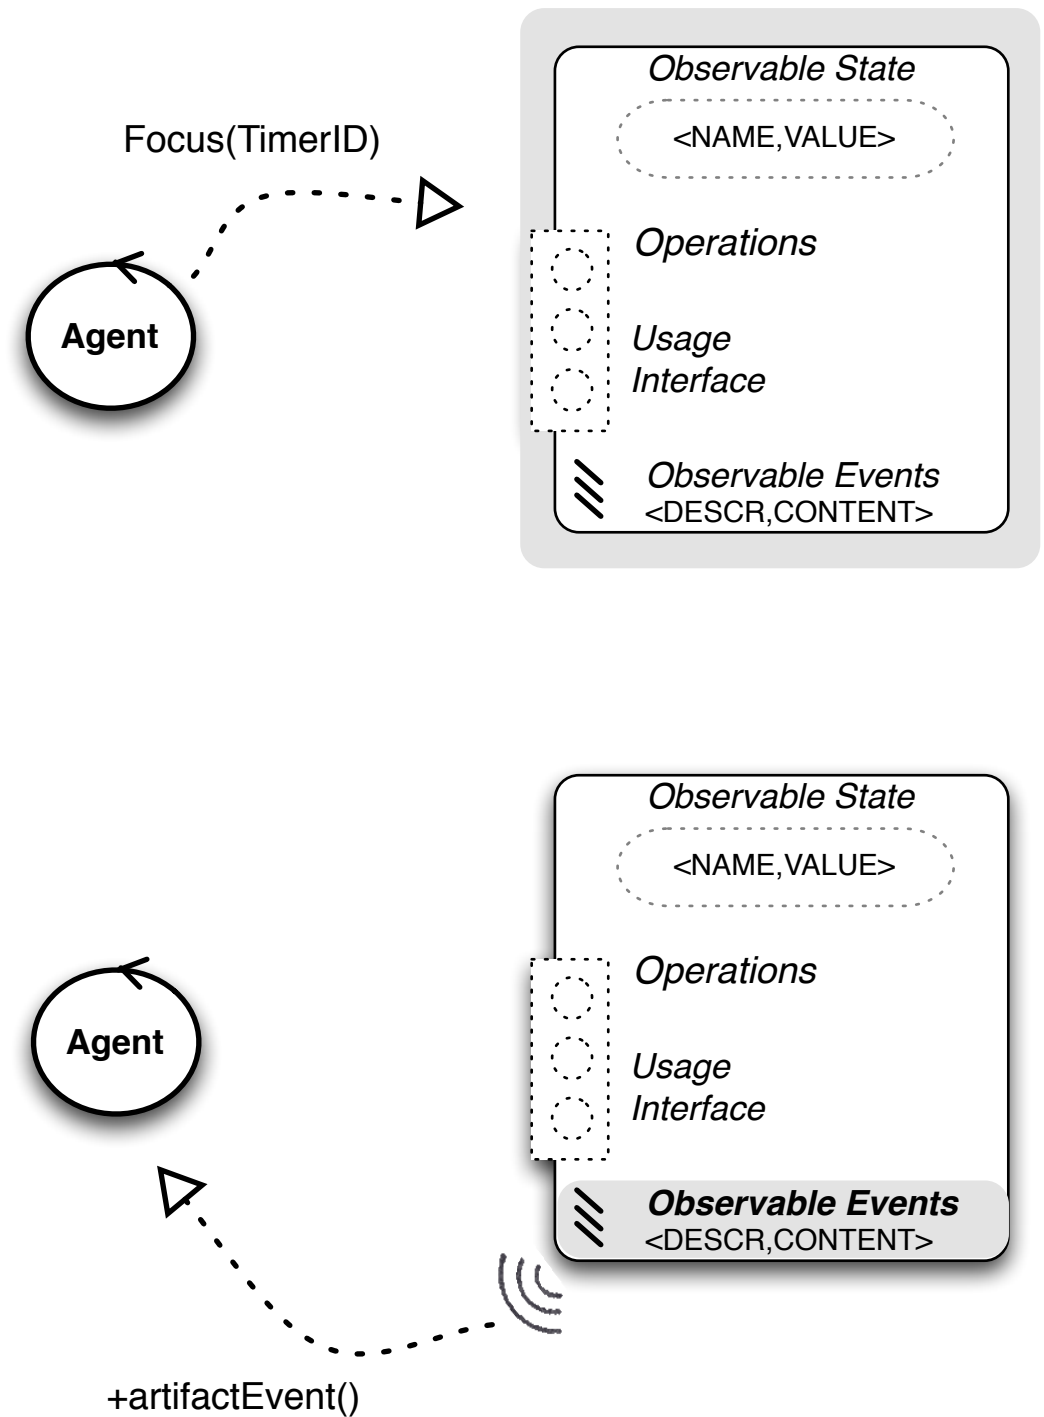 Observable State
<NAME,VALUE>
Focus(TimerID)
Operations
Agent
Usage
Interface
Observable Events
<DESCR,CONTENT>
Observable State
<NAME,VALUE>
Operations
Agent
Usage
Interface
Observable Events
<DESCR,CONTENT>
+artifactEvent()